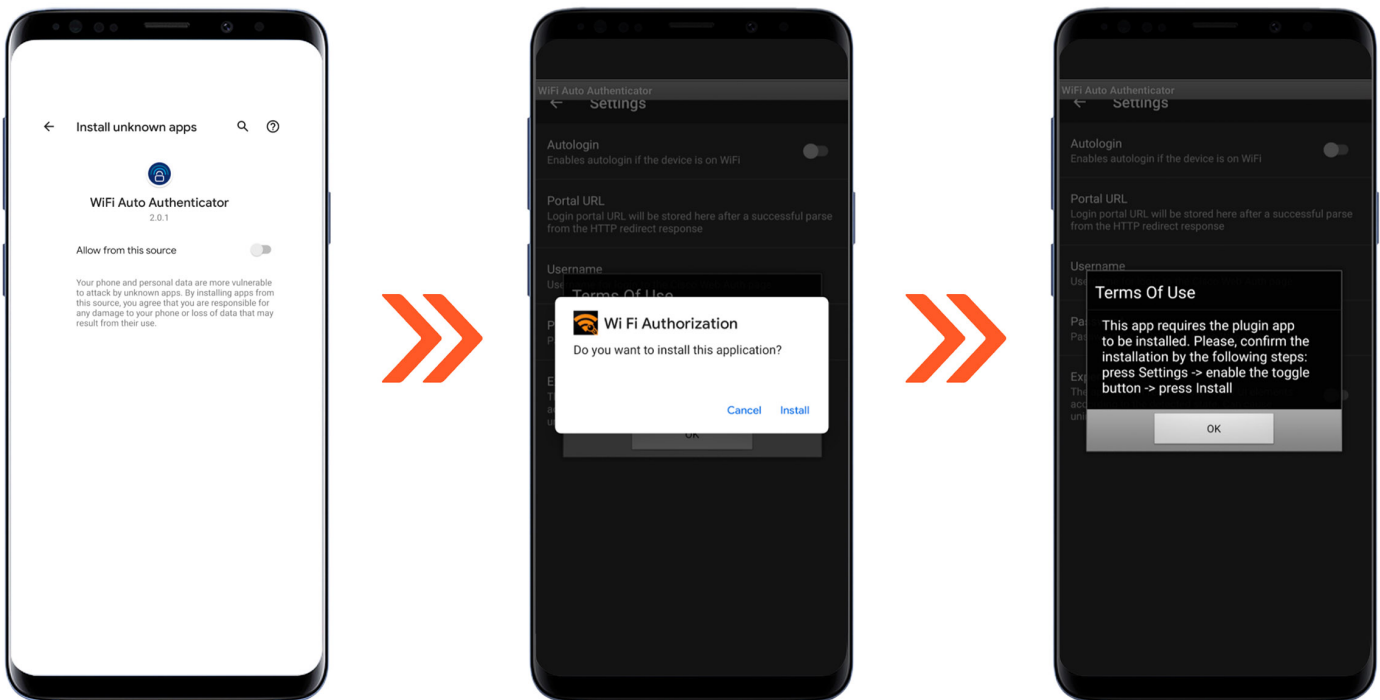 Install unknown apps
WiFi Auto Authenticator
2.0.1
Allow from this source
Your phone and personal data are more vulnerable
to attack by unknown apps. By installing apps from
this source, you agree that you are responsible for
any damage to your phone or loss of data that may
result from their use.
WiFi Auto Authenticator
Settings
Autologin
Enables autologin if the device is on WiFi
Portal URL
Login portal URL will be stored here after a successful parse
from the HTTP redirect response
Username
Terms Of Use
Wi Fi Authorization
Do you want to install this application?
Cancel Install
OK
WiFi Auto Authenticator
Settings
Autologin
Enables autologin if the device is on WiFi
Portal URL
Login portal URL will be stored here after a successful parse
from the HTTP redirect response
Username
Terms Of Use
This app requires the plugin app
to be installed. Please, confirm the
installation by the following steps:
press Settings -> enable the toggle
button -> press Install
OK